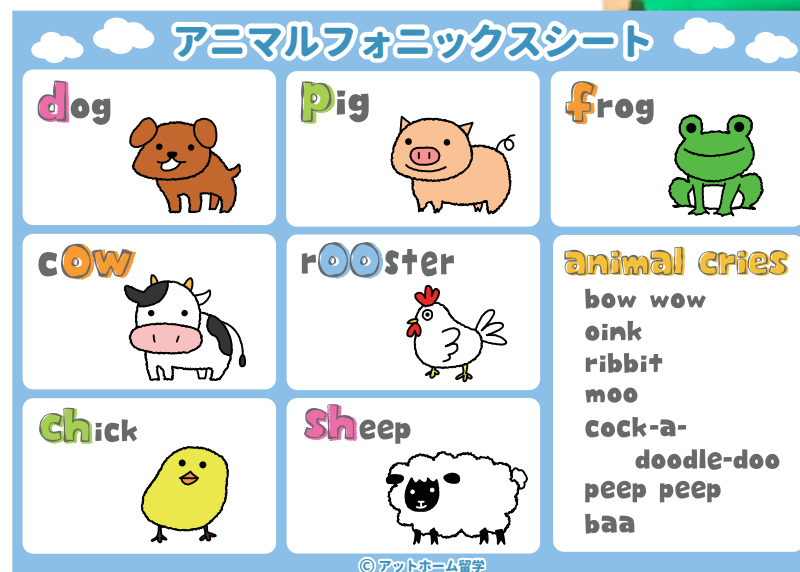 アニマルフォニックスシート
dog
pig
frog
cow
rooster
chick
sheep
animal cries
bow wow
oink
ribbit
moo
cock-a-
doodle-doo
peep peep
baa
© アットホーム留学